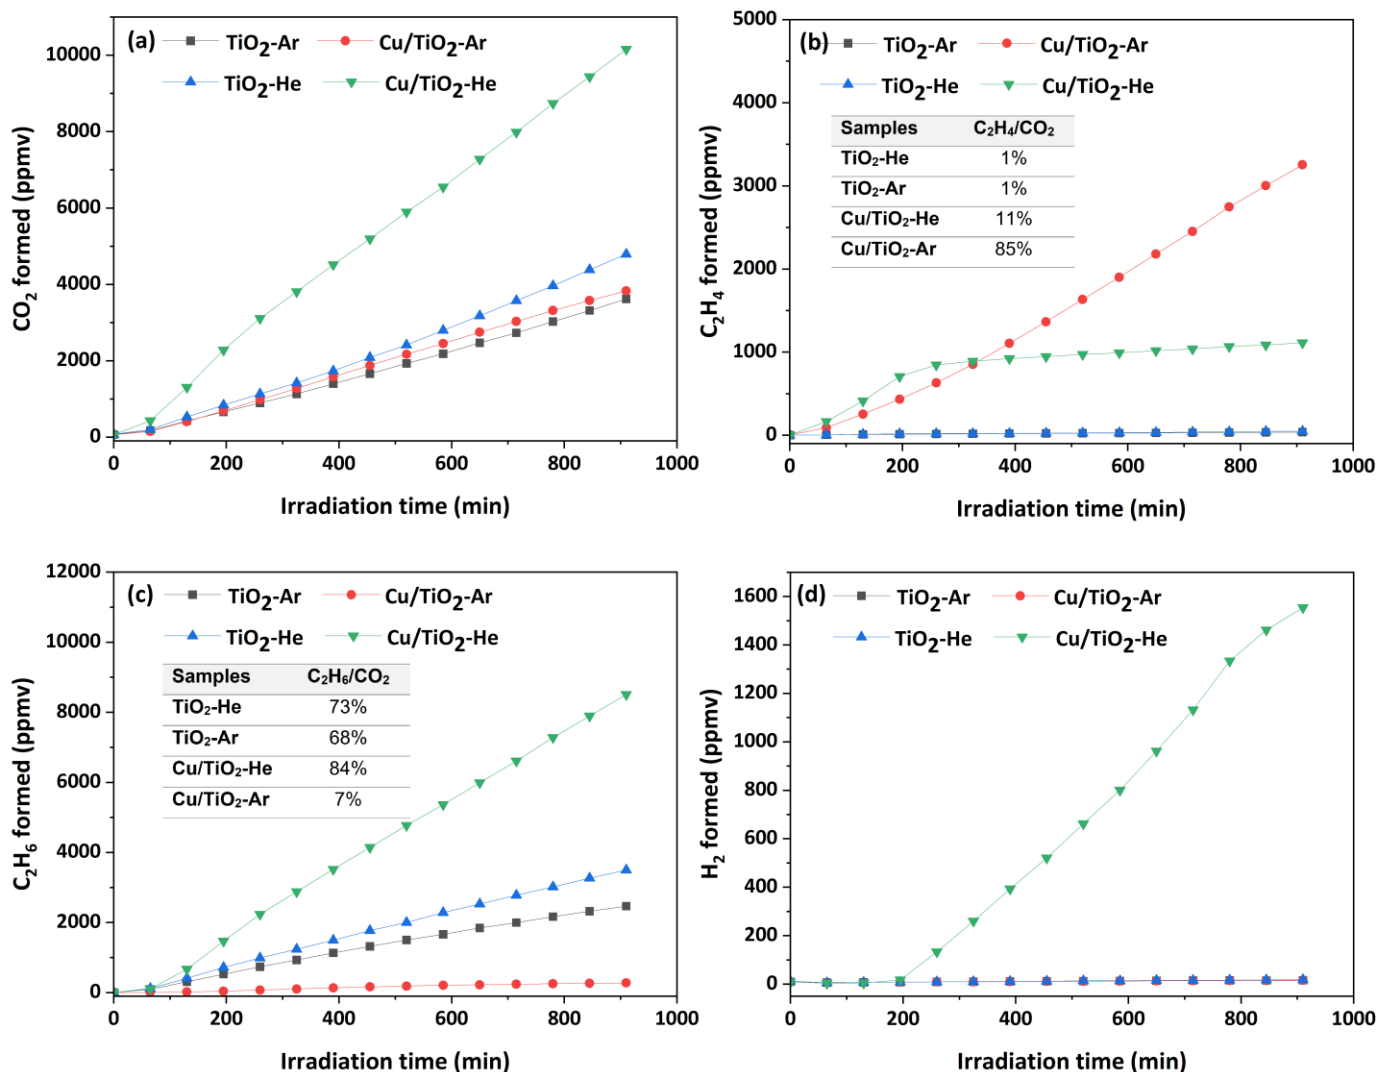 (a) TiO2-Ar Cu/TiO2-Ar
TiO2-He Cu/TiO2-He
10000
8000
6000
4000
2000
0
CO2 formed (ppmv)
0 200 400 600 800 1000
Irradiation time (min)
(b) TiO2-Ar Cu/TiO2-Ar
TiO2-He Cu/TiO2-He
Samples C2H4/CO2
TiO2-He 1%
TiO2-Ar 1%
Cu/TiO2-He 11%
Cu/TiO2-Ar 85%
5000
4000
3000
2000
1000
0
C2H4 formed (ppmv)
0 200 400 600 800 1000
Irradiation time (min)
(c) TiO2-Ar Cu/TiO2-Ar
TiO2-He Cu/TiO2-He
Samples C2H6/CO2
TiO2-He 73%
TiO2-Ar 68%
Cu/TiO2-He 84%
Cu/TiO2-Ar 7%
12000
10000
8000
6000
4000
2000
0
C2H6 formed (ppmv)
0 200 400 600 800 1000
Irradiation time (min)
(d) TiO2-Ar Cu/TiO2-Ar
TiO2-He Cu/TiO2-He
1600
1400
1200
1000
800
600
400
200
0
H2 formed (ppmv)
0 200 400 600 800 1000
Irradiation time (min)